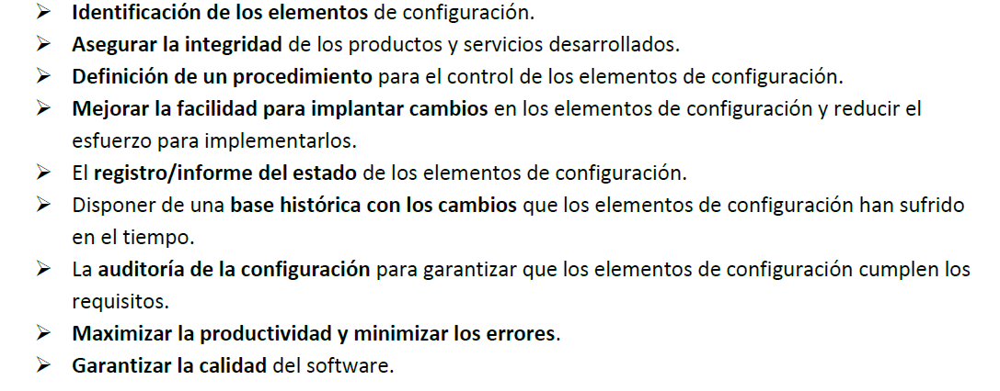 ➢ Identificación de los elementos de configuración.
➢ Asegurar la integridad de los productos y servicios desarrollados.
➢ Definición de un procedimiento para el control de los elementos de configuración.
➢ Mejorar la facilidad para implantar cambios en los elementos de configuración y reducir el
esfuerzo para implementarlos.
➢ El registro/informe del estado de los elementos de configuración.
➢ Disponer de una base histórica con los cambios que los elementos de configuración han sufrido
en el tiempo.
➢ La auditoría de la configuración para garantizar que los elementos de configuración cumplen los
requisitos.
➢ Maximizar la productividad y minimizar los errores.
➢ Garantizar la calidad del software.